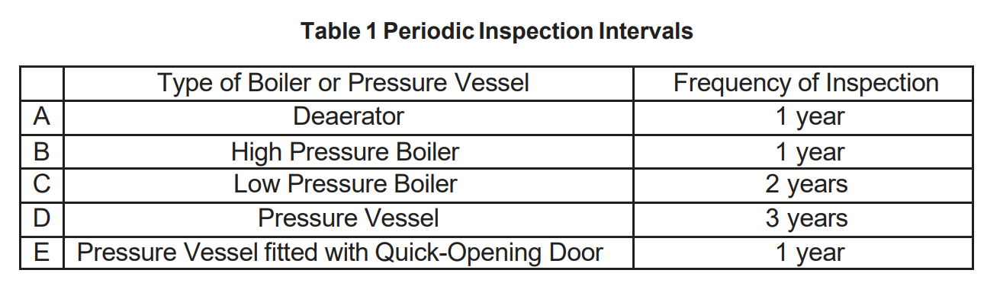 Table 1 Periodic Inspection Intervals
Type of Boiler or Pressure Vessel Frequency of Inspection
A Deaerator 1 year
B High Pressure Boiler 1 year
C Low Pressure Boiler 2 years
D Pressure Vessel 3 years
E Pressure Vessel fitted with Quick-Opening Door 1 year